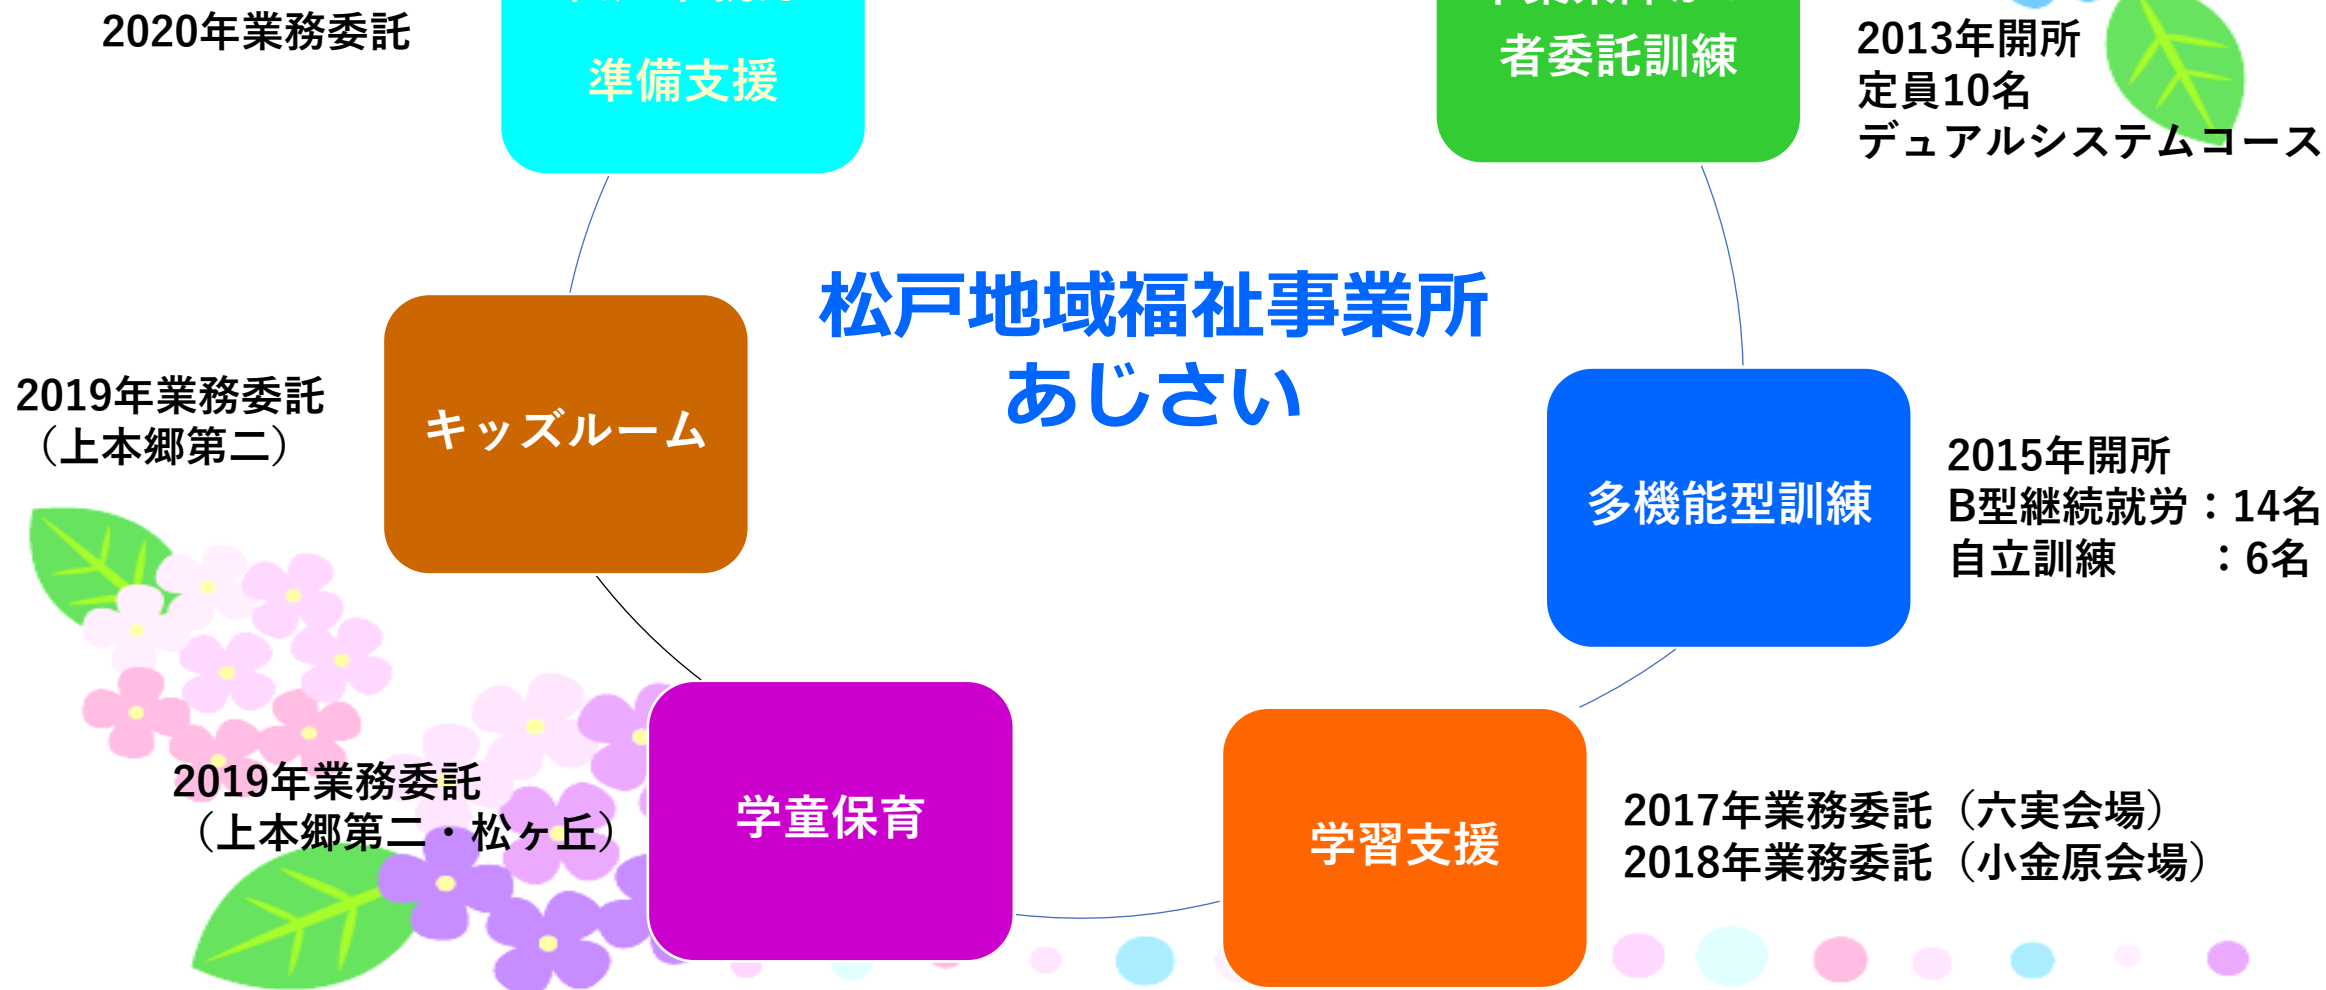 2020年業務委託
準備支援
者委託訓練
2013年開所
定員10名
デュアルシステムコース
松戸地域福祉事業所
あじさい
キッズルーム
2019年業務委託
（上本郷第二）
多機能型訓練
2015年開所
B型継続就労：14名
自立訓練　　：6名
学童保育
2019年業務委託
（上本郷第二・松ヶ丘）
学習支援
2017年業務委託（六実会場）
2018年業務委託（小金原会場）